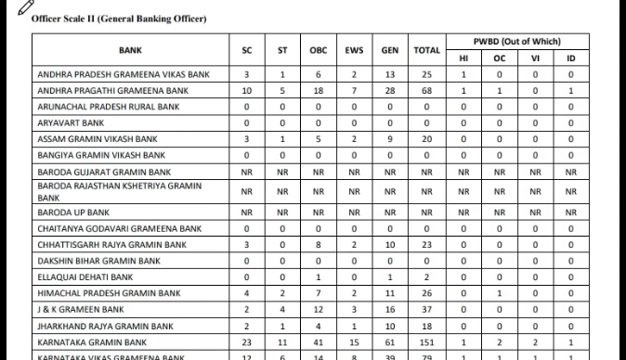 Officer Scale II (General Banking Officer)
BANK SC ST OBC EWS GEN TOTAL PWBD (Out of Which)
HI OC VI ID
ANDHRA PRADESH GRAMEENA VIKAS BANK 3 1 6 2 13 25 1 0 0 0
ANDHRA PRAGATHI GRAMEENA BANK 10 5 18 7 28 68 1 1 0 1
ARUNACHAL PRADESH RURAL BANK 0 0 0 0 0 0 0 0 0 0
ARYAVART BANK 0 0 0 0 0 0 0 0 0 0
ASSAM GRAMIN VIKASH BANK 3 1 5 2 9 20 0 0 0 0
BANGIYA GRAMIN VIKASH BANK 0 0 0 0 0 0 0 0 0 0
BARODA GUJARAT GRAMIN BANK NR NR NR NR NR NR NR NR NR NR
BARODA RAJASTHAN KSHETRIYA GRAMIN
BANK NR NR NR NR NR NR NR NR NR NR
BARODA UP BANK NR NR NR NR NR NR NR NR NR NR
CHAITANYA GODAVARI GRAMEENA BANK 0 0 0 0 0 0 0 0 0 0
CHHATTISGARH RAJYA GRAMIN BANK 3 0 8 2 10 23 0 0 0 0
DAKSHIN BIHAR GRAMIN BANK 0 0 0 0 0 0 0 0 0 0
ELLAQUAI DEHATI BANK 0 0 1 0 1 2 0 0 0 0
HIMACHAL PRADESH GRAMIN BANK 4 2 7 2 11 26 0 1 0 0
J & K GRAMEEN BANK 2 4 12 3 16 37 0 0 0 0
JHARKHAND RAJYA GRAMIN BANK 2 1 4 1 10 18 0 0 0 0
KARNATAKA GRAMIN BANK 23 11 41 15 61 151 1 2 2 1
KARNATAKA VIKAS GRAMEENA BANK 12 6 14 8 39 79 1 1 1 1